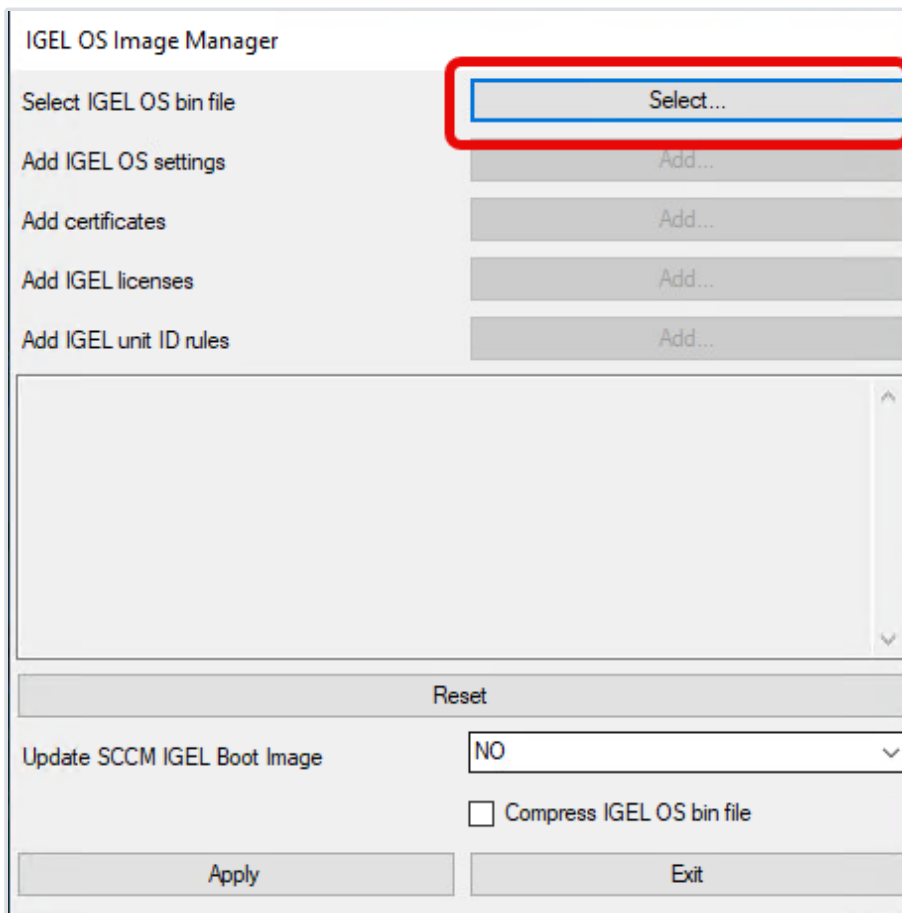 IGEL OS Image Manager
Select IGEL OS bin file Select...
Add IGEL OS settings Add...
Add certificates Add...
Add IGEL licenses Add...
Add IGEL unit ID rules Add...
Reset
Update SCCM IGEL Boot Image NO
Compress IGEL OS bin file
Apply Exit